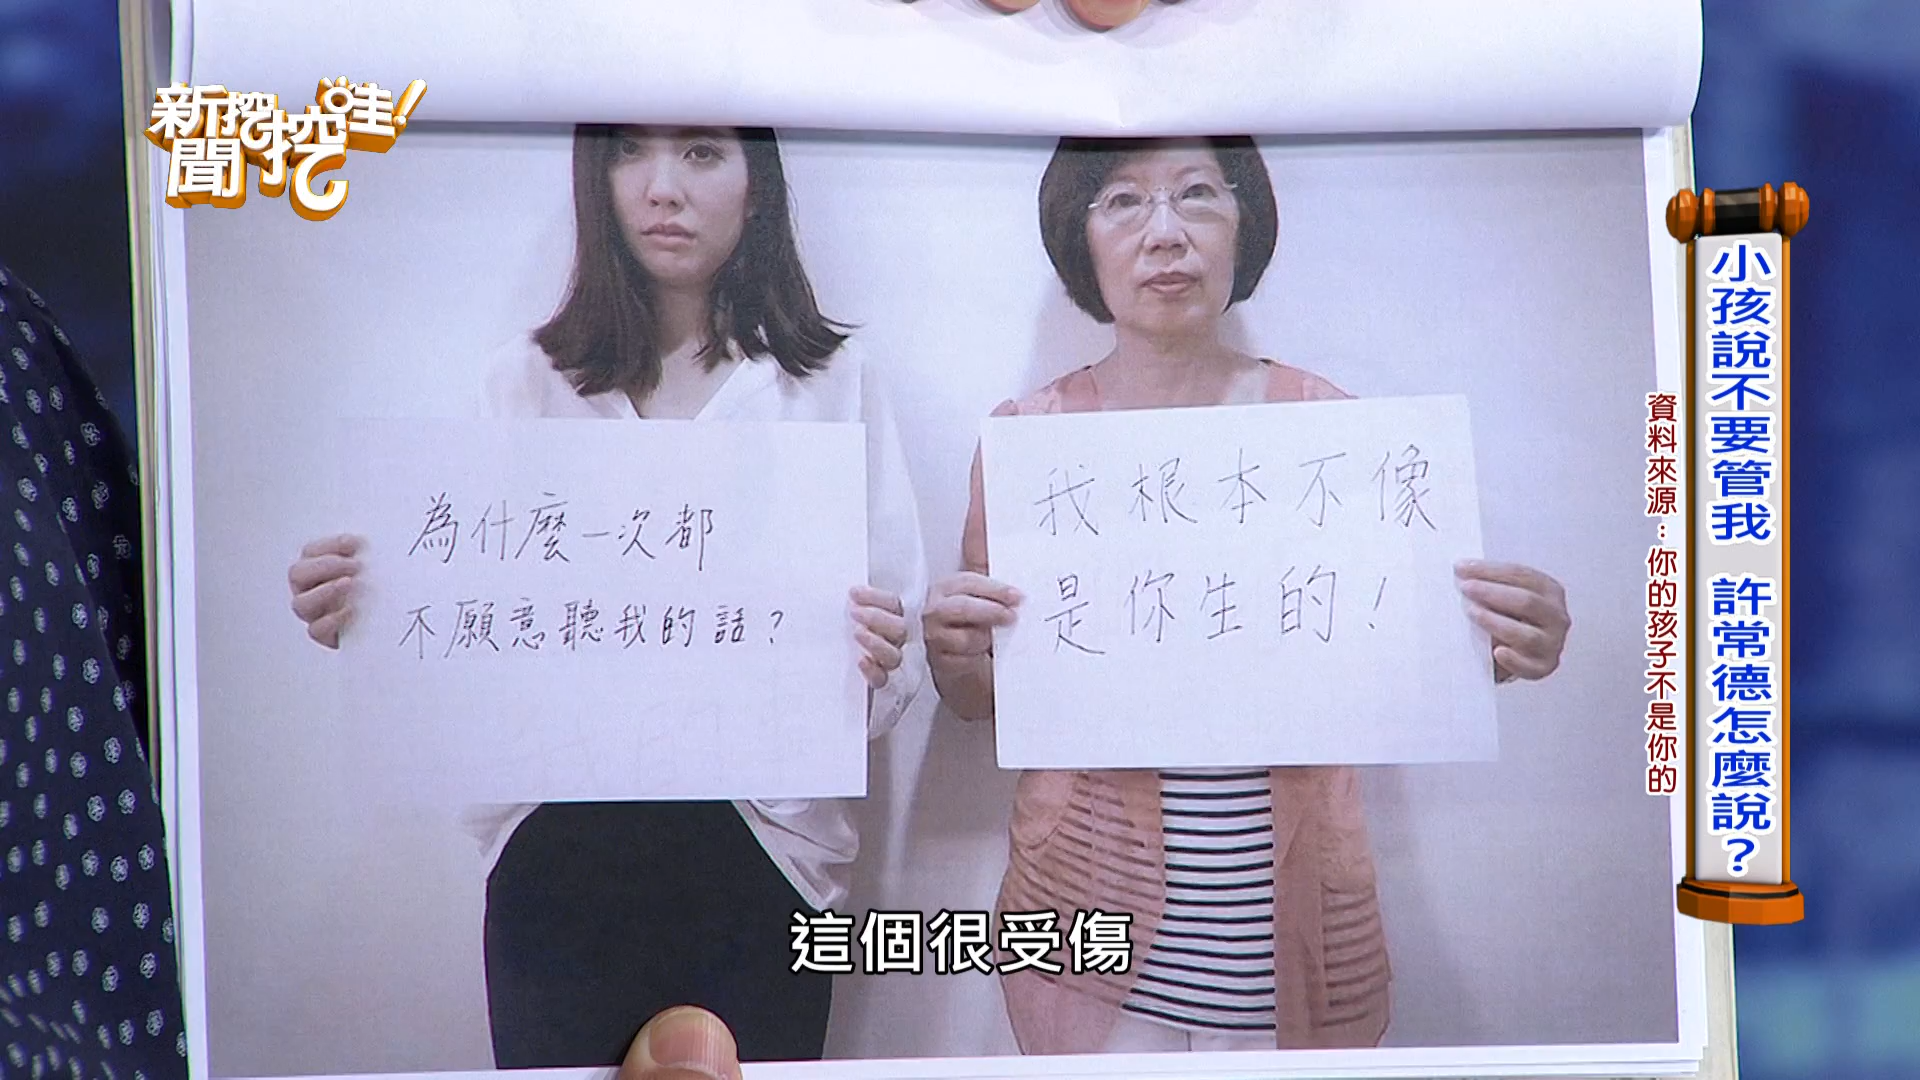 新聞挖挖哇!
為什麼一次都
不願意聽我的話?
我根本不像
是你生的!
資料來源:你的孩子不是你的
小孩說不要管我 許常德怎麼說?
這個很受傷